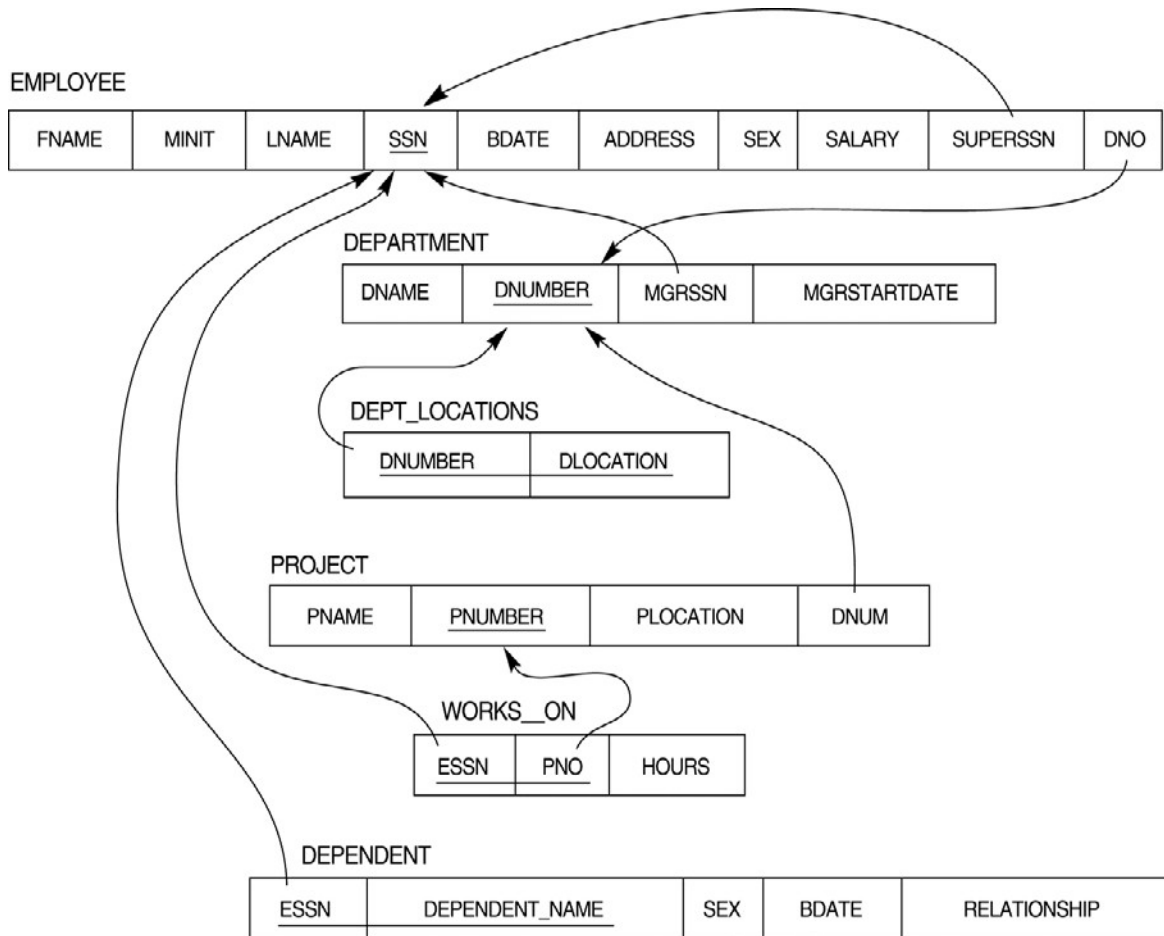 EMPLOYEE
FNAME MINIT LNAME SSN BDATE ADDRESS SEX SALARY SUPERSSN DNO
DEPARTMENT
DNAME DNUMBER MGRSSN MGRSTARTDATE
DEPT_LOCATIONS
DNUMBER DLOCATION
PROJECT
PNAME PNUMBER PLOCATION DNUM
WORKS__ON
ESSN PNO HOURS
DEPENDENT
ESSN DEPENDENT_NAME SEX BDATE RELATIONSHIP